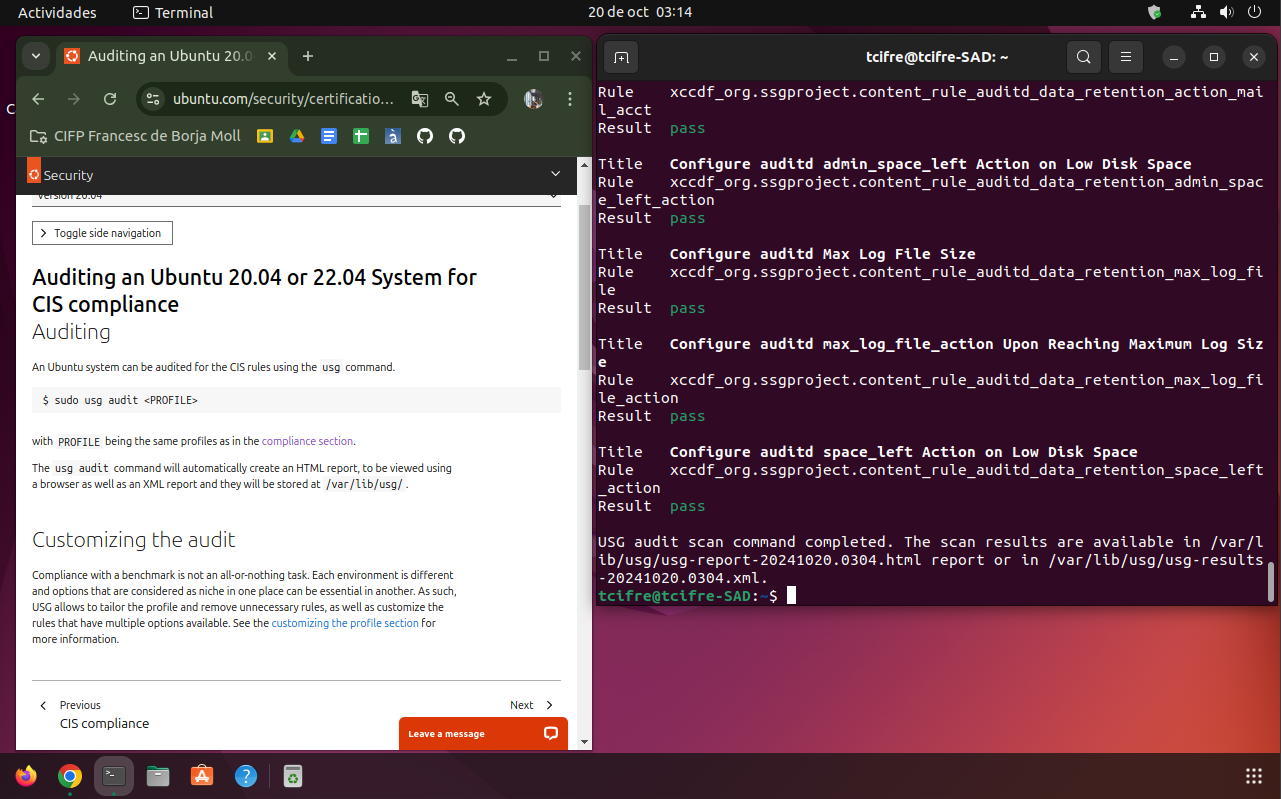 Actividades
Terminal
20 de oct 03:14
Auditing an Ubuntu 20.0
ubuntu.com/security/certificatio...
CIFP Francesc de Borja Moll
Security
Version 20.04
Toggle side navigation
Auditing an Ubuntu 20.04 or 22.04 System for
CIS compliance
Auditing
An Ubuntu system can be audited for the CIS rules using the usg command.
$ sudo usg audit <PROFILE>
with PROFILE being the same profiles as in the compliance section.
The usg audit command will automatically create an HTML report, to be viewed using
a browser as well as an XML report and they will be stored at /var/lib/usg/ .
Customizing the audit
Compliance with a benchmark is not an all-or-nothing task. Each environment is different
and options that are considered as niche in one place can be essential in another. As such,
USG allows to tailor the profile and remove unnecessary rules, as well as customize the
rules that have multiple options available. See the customizing the profile section for
more information.
Previous
CIS compliance
Next
Leave a message
tcifre@tcifre-SAD: ~
Rule xccdf_org.ssgproject.content_rule_auditd_data_retention_action_mai
l_acct
Result pass
Title Configure auditd admin_space_left Action on Low Disk Space
Rule xccdf_org.ssgproject.content_rule_auditd_data_retention_admin_spac
e_left_action
Result pass
Title Configure auditd Max Log File Size
Rule xccdf_org.ssgproject.content_rule_auditd_data_retention_max_log_fi
le
Result pass
Title Configure auditd max_log_file_action Upon Reaching Maximum Log Siz
e
Rule xccdf_org.ssgproject.content_rule_auditd_data_retention_max_log_fi
le_action
Result pass
Title Configure auditd space_left Action on Low Disk Space
Rule xccdf_org.ssgproject.content_rule_auditd_data_retention_space_left
_action
Result pass
USG audit scan command completed. The scan results are available in /var/l
ib/usg/usg-report-20241020.0304.html report or in /var/lib/usg/usg-results
-20241020.0304.xml.
tcifre@tcifre-SAD:~$